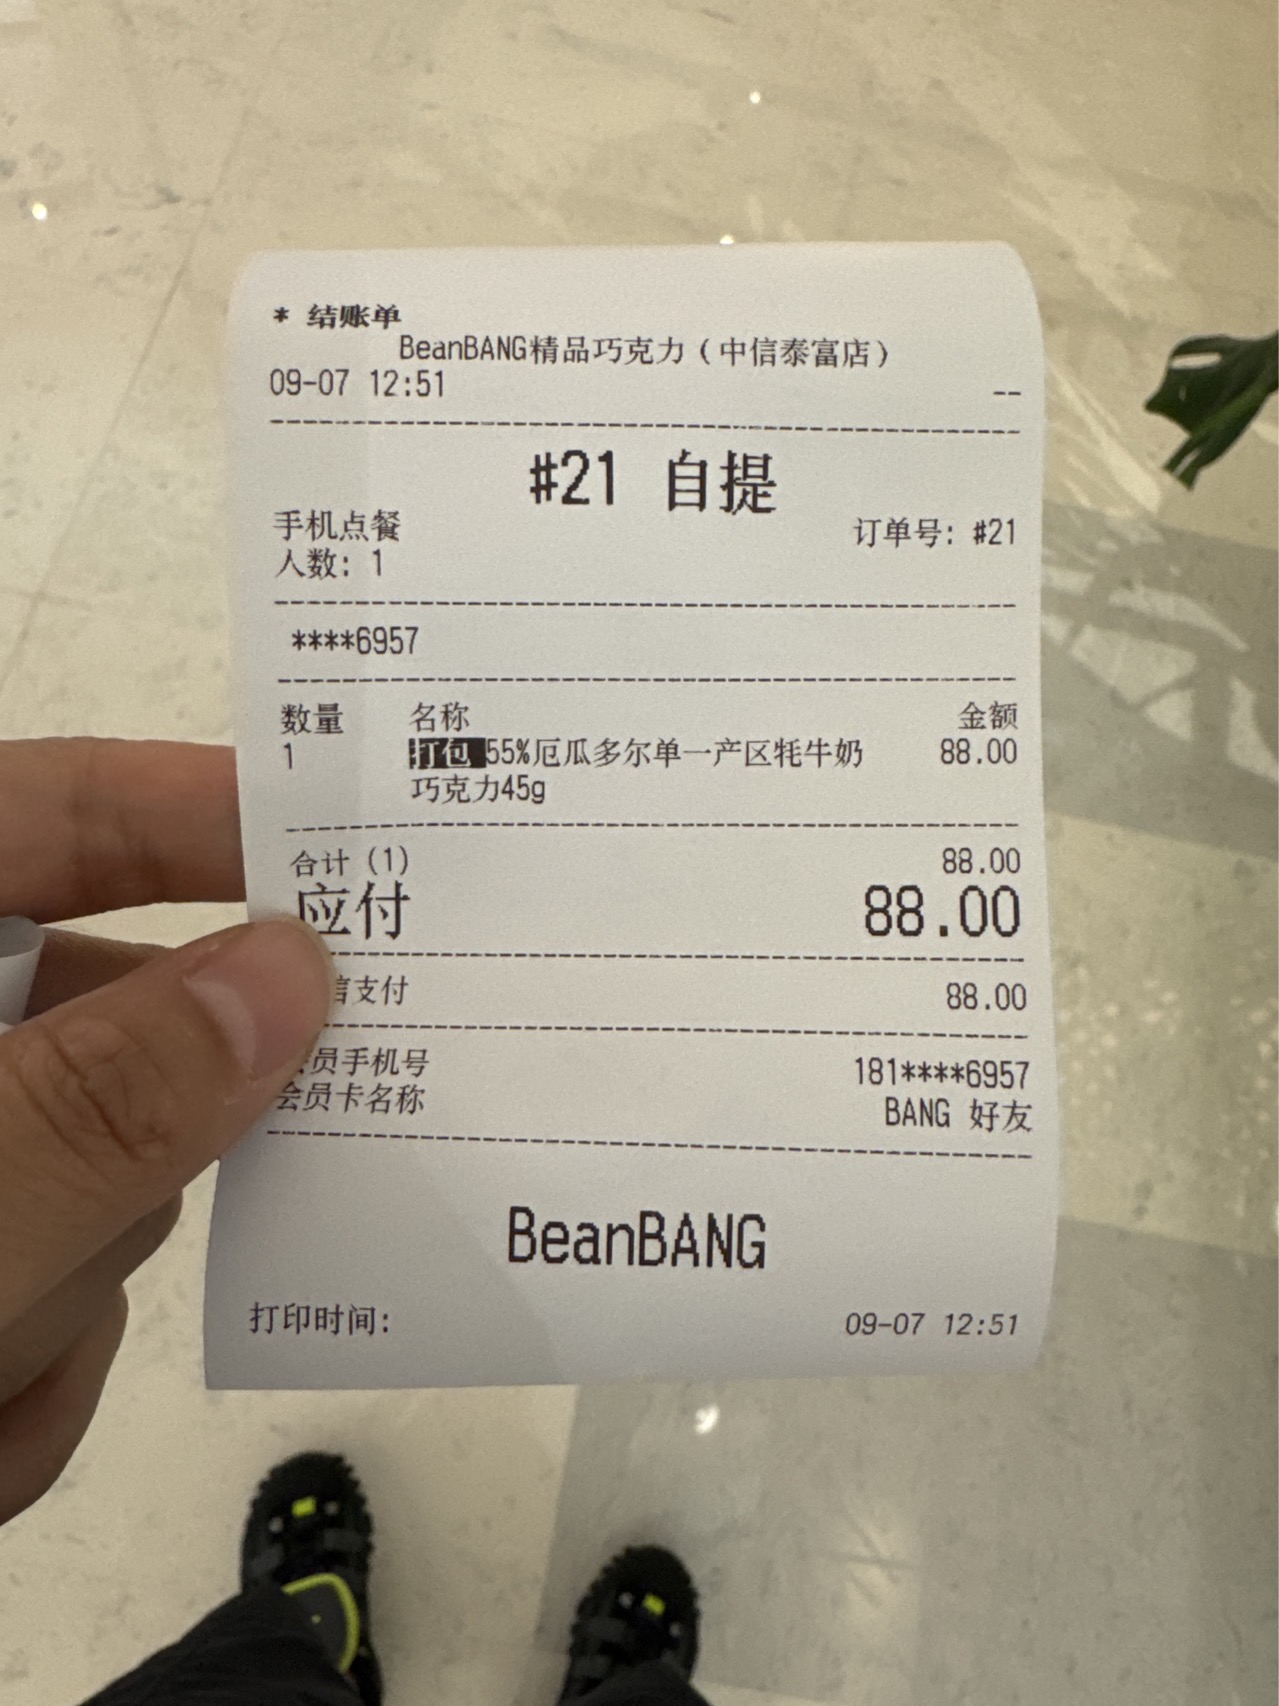 * 结账单
BeanBANG精品巧克力（中信泰富店）
09-07 12:51 --
#21 自提
手机点餐 订单号: #21
人数: 1
****6957
数量 名称 金额
1 打包 55%厄瓜多尔单一产区牦牛奶 88.00
巧克力45g
合计 (1) 88.00
应付 88.00
信支付 88.00
员手机号 181****6957
会员卡名称 BANG 好友
BeanBANG
打印时间: 09-07 12:51